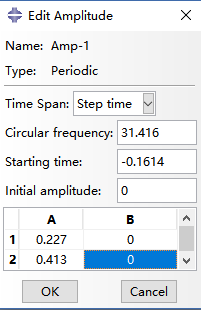 Edit Amplitude
Name: Amp-1
Type: Periodic
Time Span: Step time
Circular frequency: 31.416
Starting time: -0.1614
Initial amplitude: 0
A B
1 0.227 0
2 0.413 0
OK Cancel